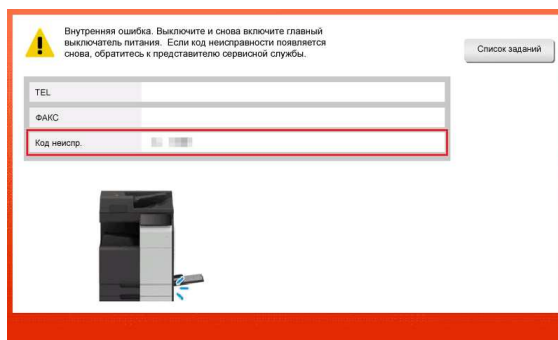 Внутренняя ошибка. Выключите и снова включите главный
выключатель питания. Если код неисправности появляется
снова, обратитесь к представителю сервисной службы.
Список заданий
TEL
ФАКС
Код неиспр.